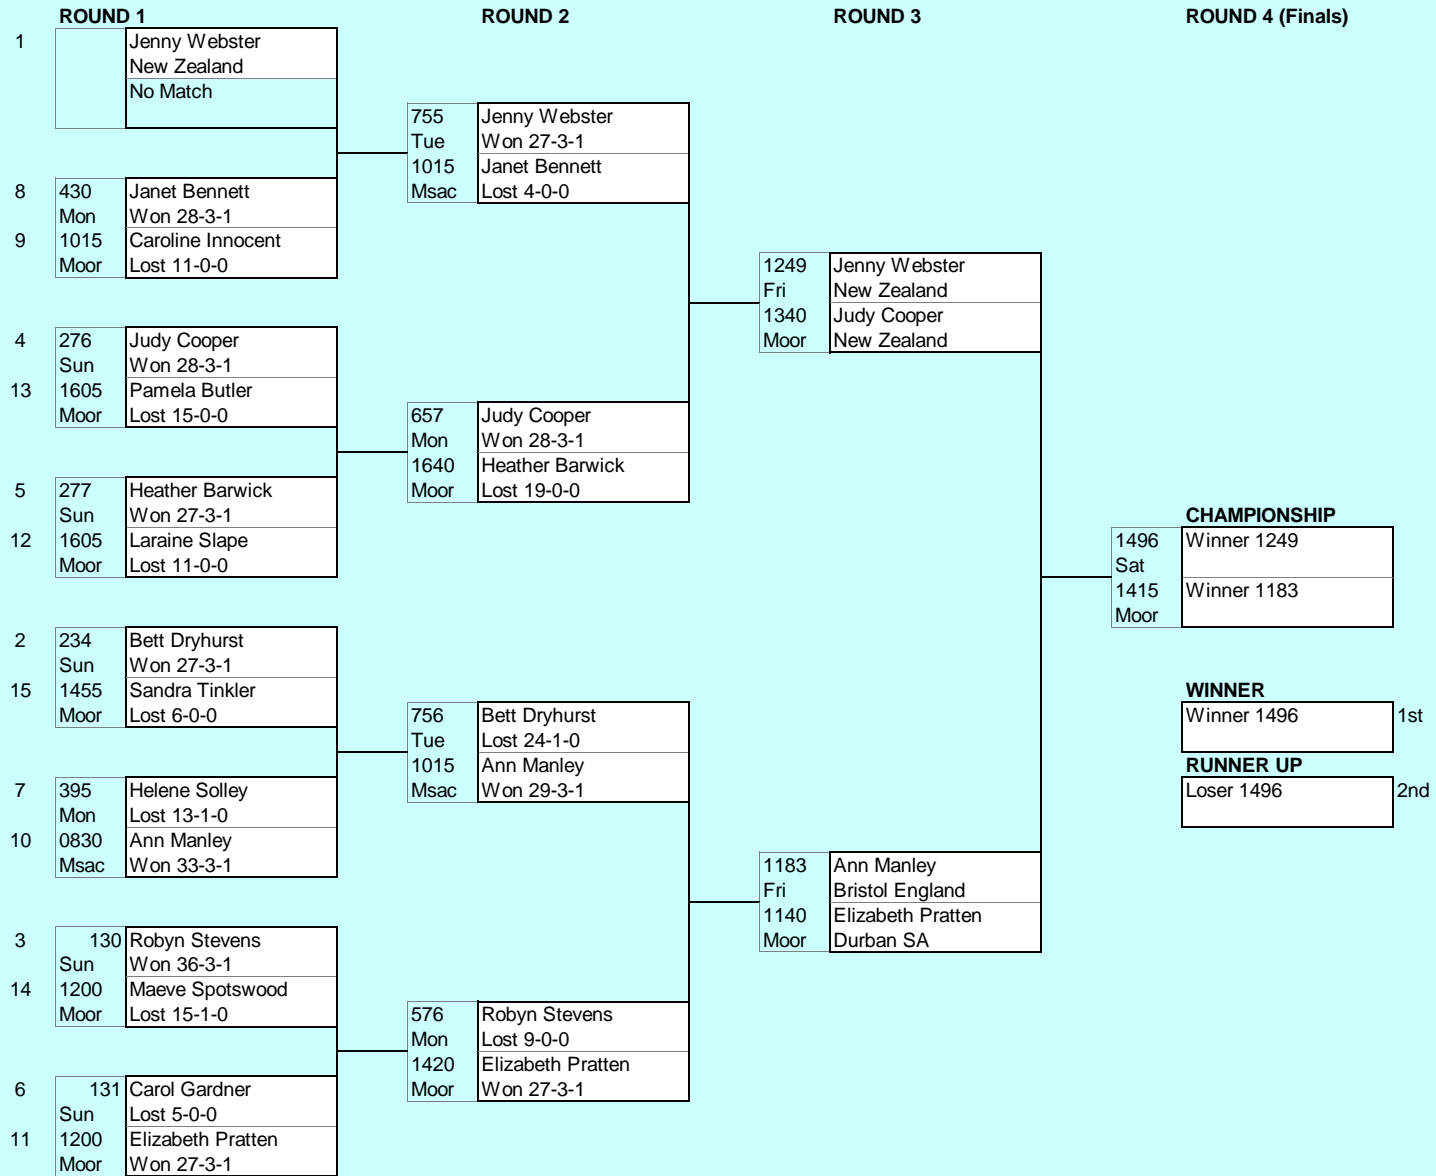 ROUND 1 ROUND 2 ROUND 3 ROUND 4 (Finals)
1 Jenny Webster
New Zealand
No Match
8 430 Janet Bennett
Mon Won 28-3-1
9 1015 Caroline Innocent
Moor Lost 11-0-0
4 276 Judy Cooper
Sun Won 28-3-1
13 1605 Pamela Butler
Moor Lost 15-0-0
5 277 Heather Barwick
Sun Won 27-3-1
12 1605 Laraine Slape
Moor Lost 11-0-0
2 234 Bett Dryhurst
Sun Won 27-3-1
15 1455 Sandra Tinkler
Moor Lost 6-0-0
7 395 Helene Solley
Mon Lost 13-1-0
10 0830 Ann Manley
Msac Won 33-3-1
3 130 Robyn Stevens
Sun Won 36-3-1
14 1200 Maeve Spotswood
Moor Lost 15-1-0
6 131 Carol Gardner
Sun Lost 5-0-0
11 1200 Elizabeth Pratten
Moor Won 27-3-1
755 Jenny Webster
Tue Won 27-3-1
1015 Janet Bennett
Msac Lost 4-0-0
657 Judy Cooper
Mon Won 28-3-1
1640 Heather Barwick
Moor Lost 19-0-0
756 Bett Dryhurst
Tue Lost 24-1-0
1015 Ann Manley
Msac Won 29-3-1
576 Robyn Stevens
Mon Lost 9-0-0
1420 Elizabeth Pratten
Moor Won 27-3-1
1249 Jenny Webster
Fri New Zealand
1340 Judy Cooper
Moor New Zealand
1183 Ann Manley
Fri Bristol England
1140 Elizabeth Pratten
Moor Durban SA
CHAMPIONSHIP
1496 Winner 1249
Sat
1415 Winner 1183
Moor
WINNER
Winner 1496 1st
RUNNER UP
Loser 1496 2nd